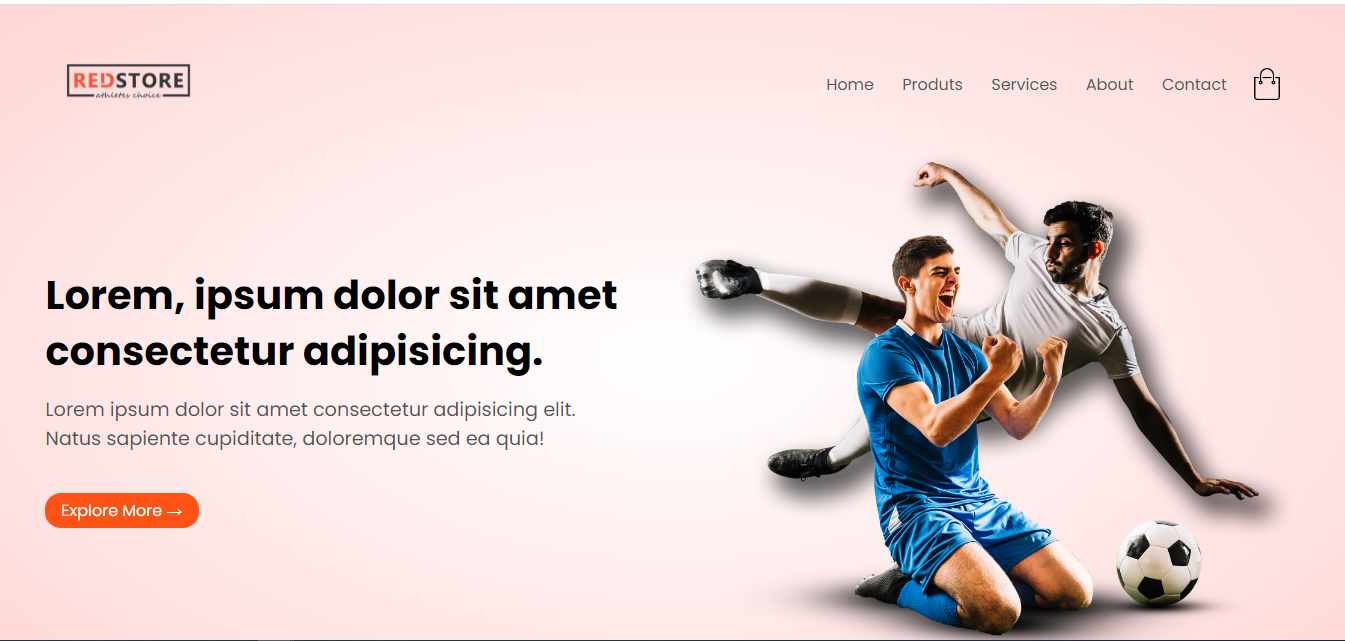 REDSTORE
athletes choice
Home Produts Services About Contact
Lorem, ipsum dolor sit amet
consectetur adipisicing.
Lorem ipsum dolor sit amet consectetur adipisicing elit.
Natus sapiente cupiditate, doloremque sed ea quia!
Explore More →